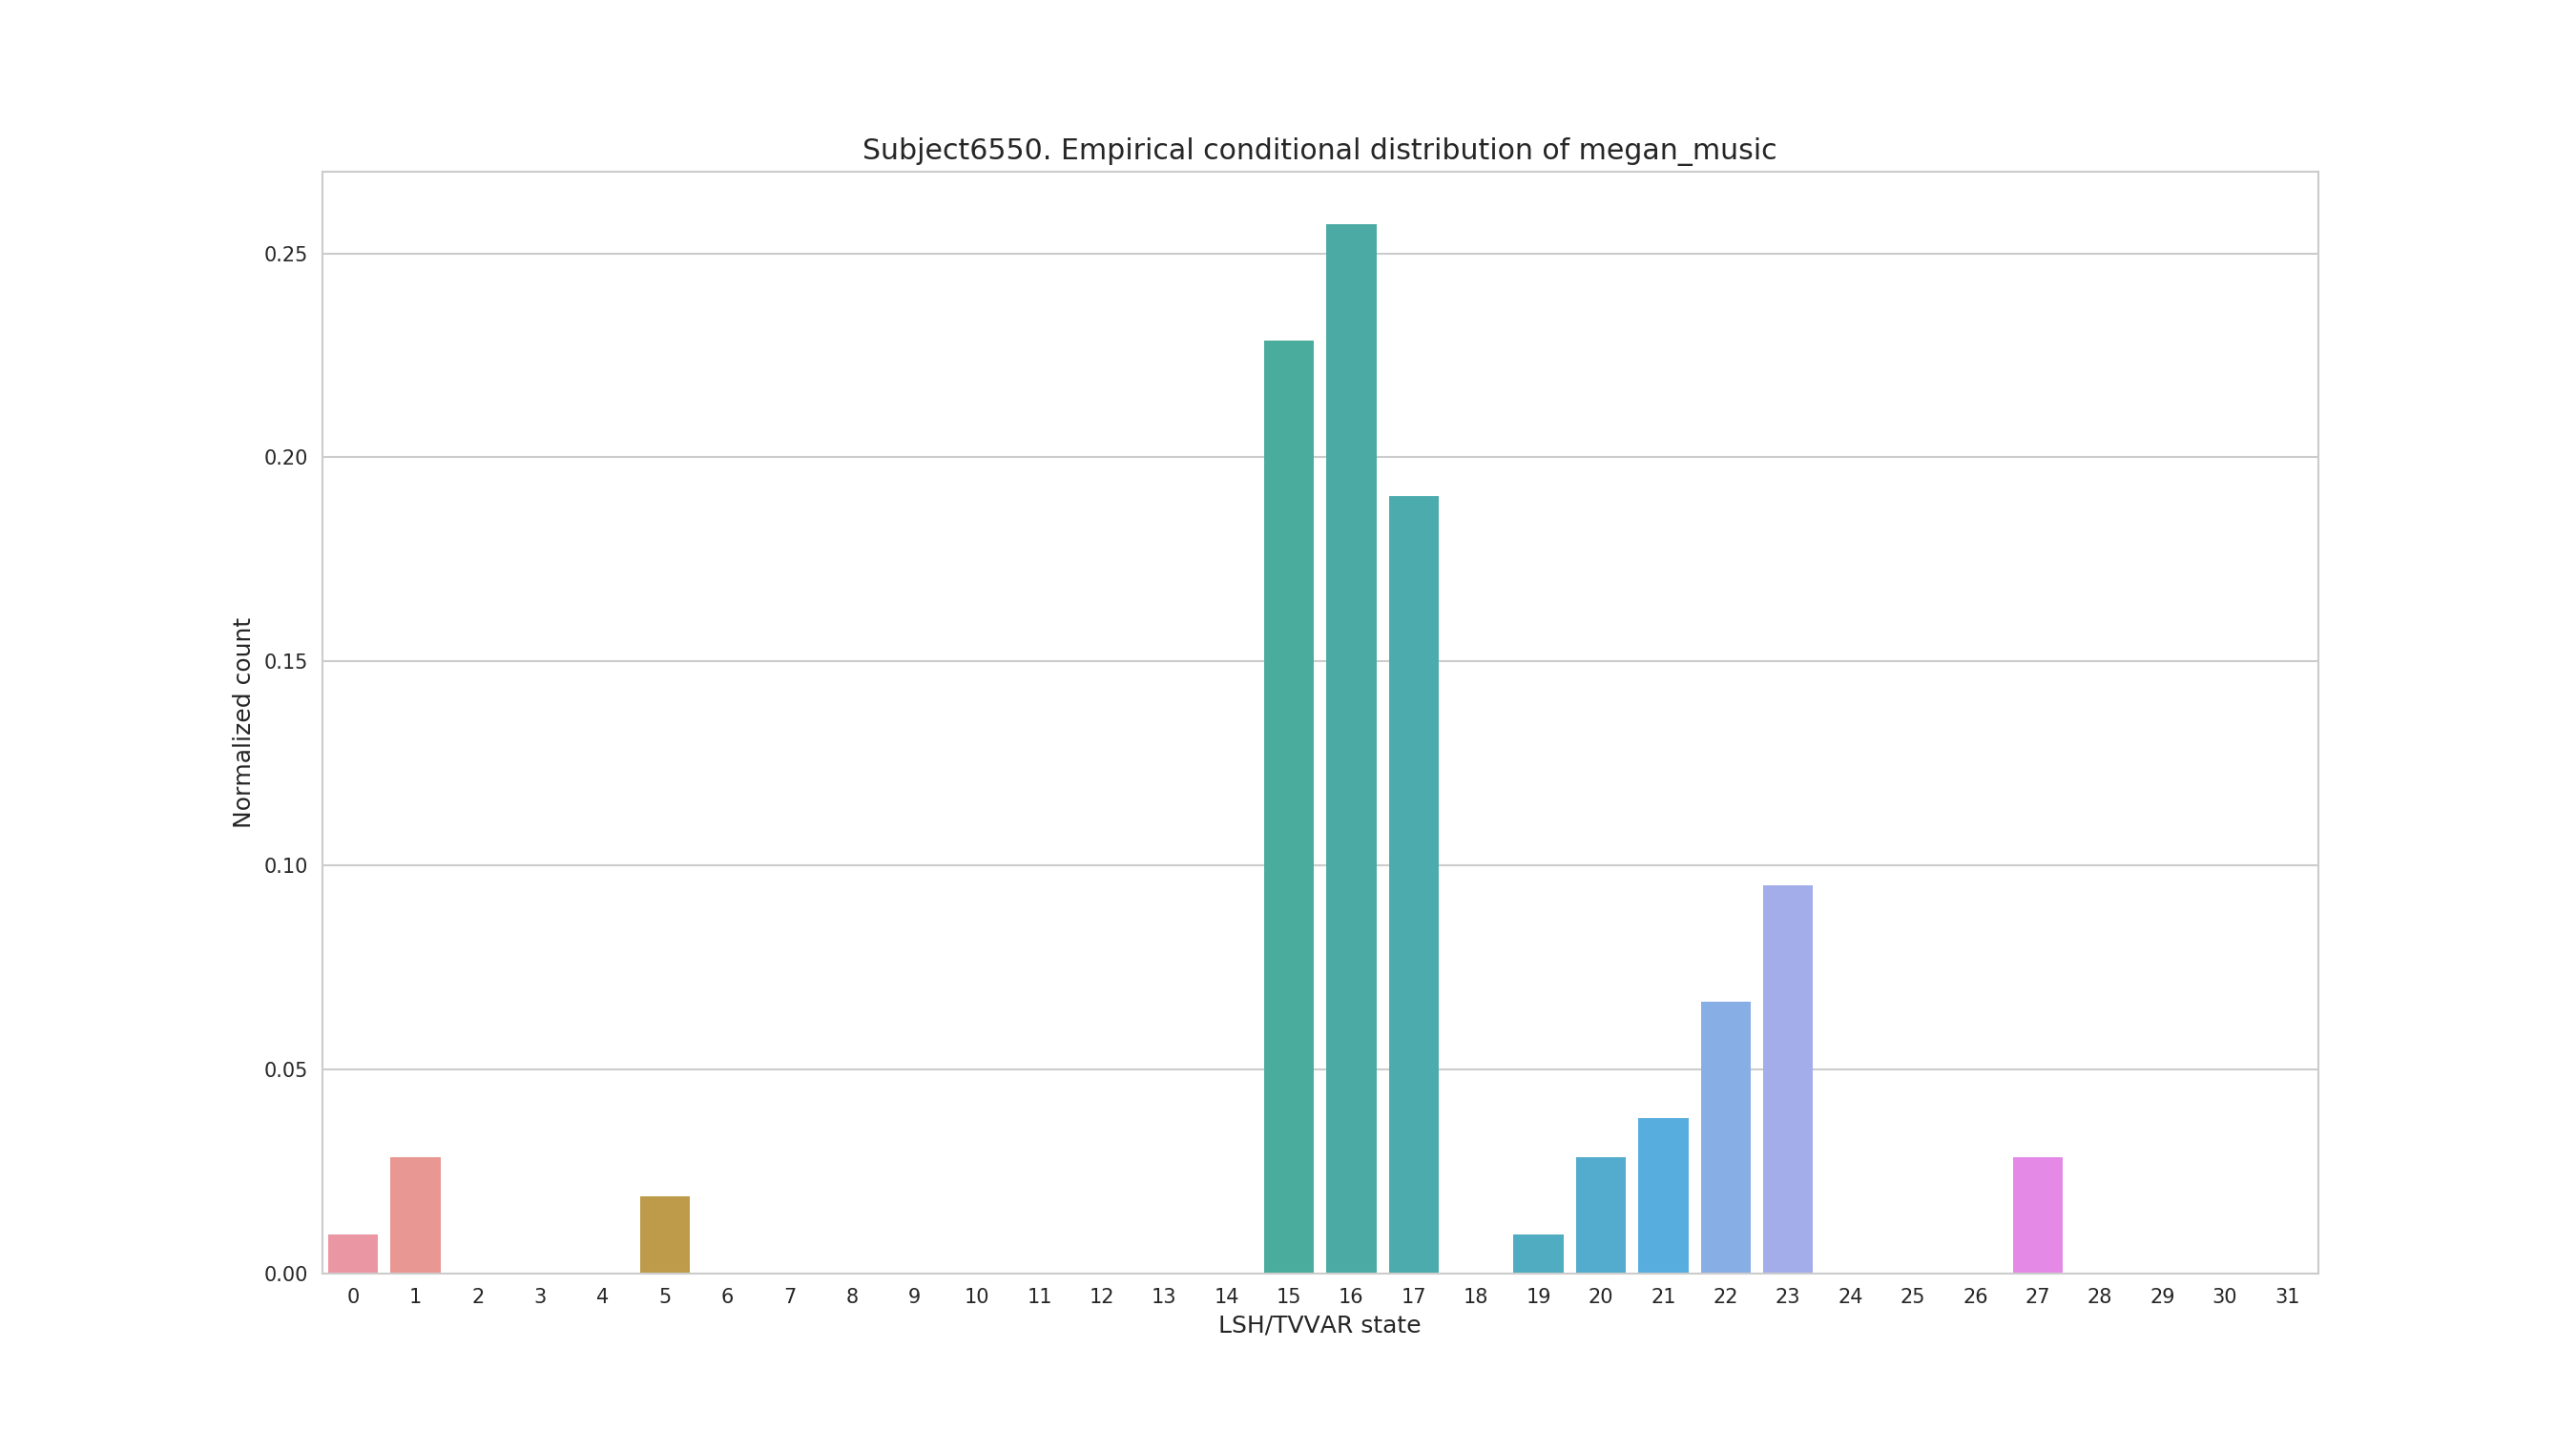 Subject6550. Empirical conditional distribution of megan_music
Normalized count
0.25
0.20
0.15
0.10
0.05
0.00
0 1 2 3 4 5 6 7 8 9 10 11 12 13 14 15 16 17 18 19 20 21 22 23 24 25 26 27 28 29 30 31
LSH/TVVAR state